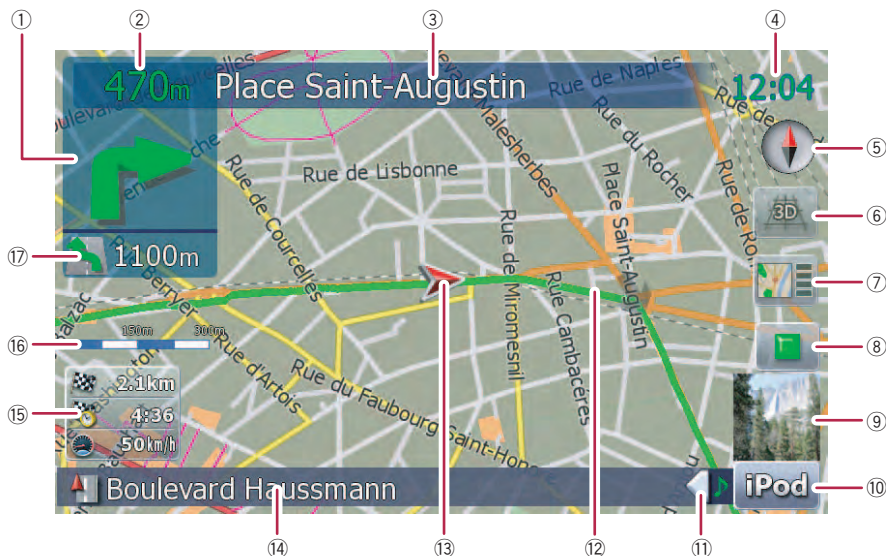 ① ② ③ ④
470m Place Saint-Augustin 12:04
Rue de Naples
Malesherbes
Rue du Rocher
⑤
Rue de Lisbonne
Rue de Courcelles
Place Saint-Augustin
3D ⑥
⑰ 1100m
Rue de Miromesnil
⑦
Berryer
Rue Cambacérès
⑧
⑯ 150m 300m
Rue d'Artois
Rue du Faubourg Saint-Hono
⑮ 2.1km
4:36
50km/h
⑨
Boulevard Haussmann
iPod ⑩
⑭ ⑬ ⑫ ⑪